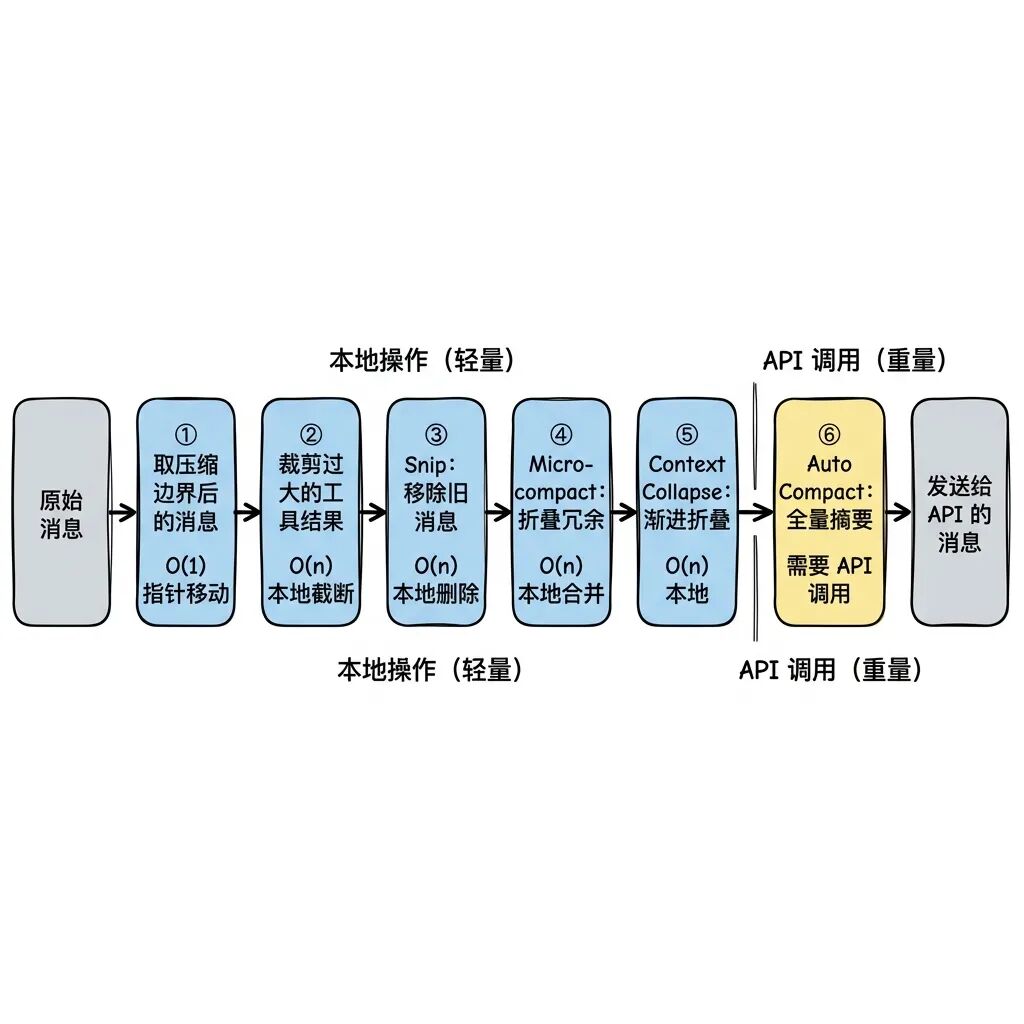 本地操作（轻量）
API 调用（重量）
原始
消息
①
取压缩
边界后
的消息
O(1)
指针移动
②
裁剪过
大的工
具结果
O(n)
本地截断
③
Snip：
移除旧
消息
O(n)
本地删除
④
Micro-
compact：
折叠冗余
O(n)
本地合并
⑤
Context
Collapse：
渐进折叠
O(n)
本地
⑥
Auto
Compact：
全量摘要
需要 API
调用
发送给
API 的
消息
本地操作（轻量）
API 调用（重量）